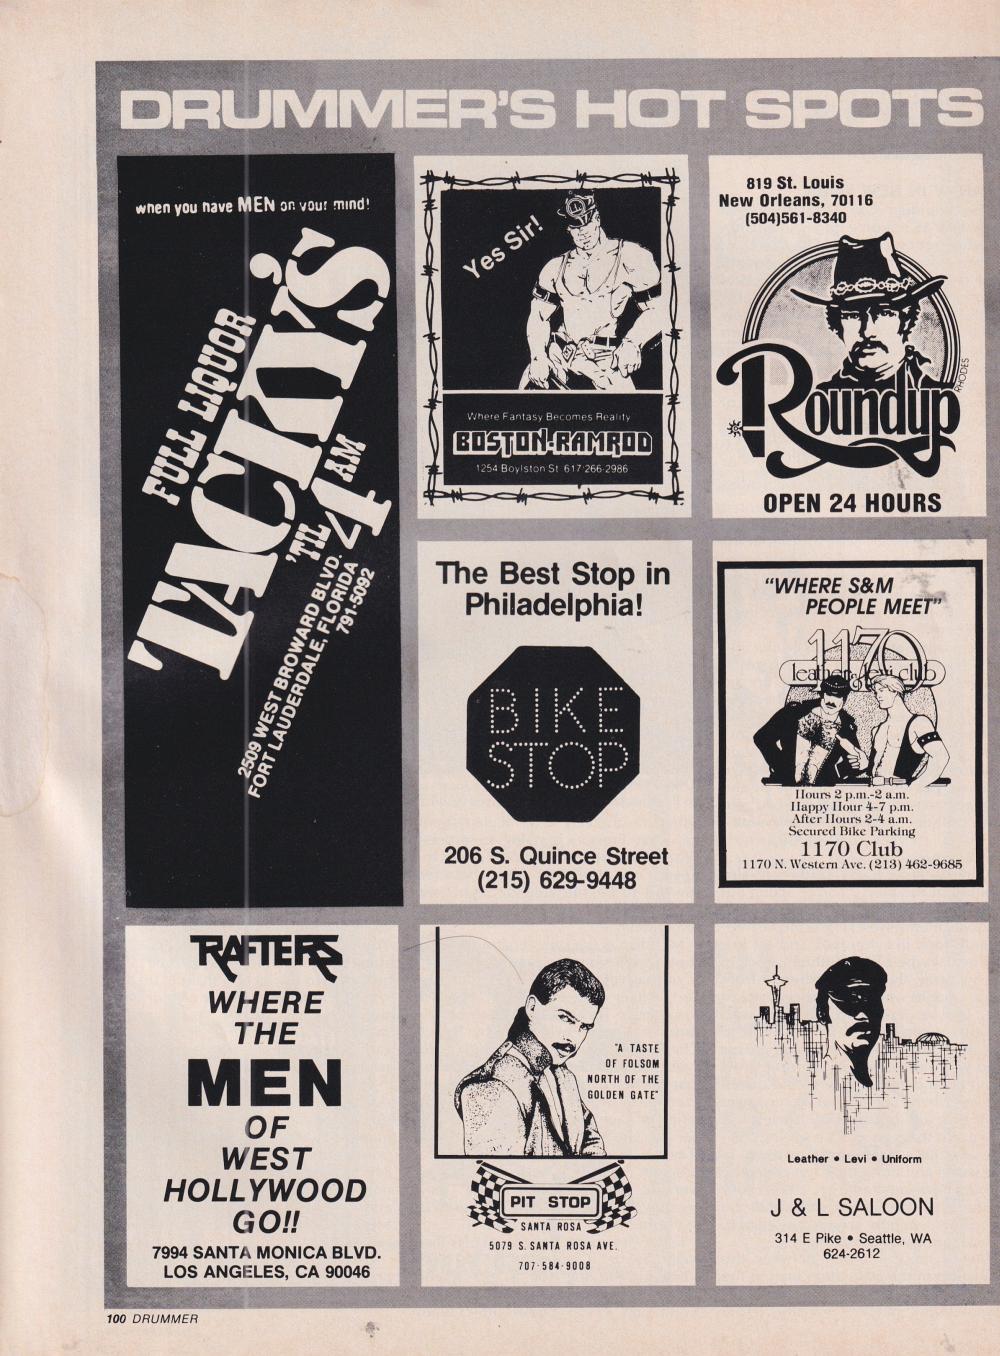 DRUMMER'S HOT SPOTS
when you have MEN on your mind!
TACKY'S
FULL LIQUOR
'TIL 4 AM
2509 WEST BROWARD BLVD.
FORT LAUDERDALE, FLORIDA
791-5092
Yes Sir!
Where Fantasy Becomes Reality
BOSTON-RAMROD
1254 Boylston St 617·266-2986
819 St. Louis
New Orleans, 70116
(504)561-8340
Roundup
RHODES
OPEN 24 HOURS
The Best Stop in
Philadelphia!
BIKE
STOP
206 S. Quince Street
(215) 629-9448
"WHERE S&M
PEOPLE MEET"
1170
leather & levi club
Hours 2 p.m.-2 a.m.
Happy Hour 4-7 p.m.
After Hours 2-4 a.m.
Secured Bike Parking
1170 Club
1170 N. Western Ave. (213) 462-9685
RAFTERS
WHERE
THE
MEN
OF
WEST
HOLLYWOOD
GO!!
7994 SANTA MONICA BLVD.
LOS ANGELES, CA 90046
"A TASTE
OF FOLSOM
NORTH OF THE
GOLDEN GATE"
PIT STOP
SANTA ROSA
5079 S. SANTA ROSA AVE.
707·584·9008
Leather • Levi • Uniform
J & L SALOON
314 E Pike • Seattle, WA
624-2612
100 DRUMMER